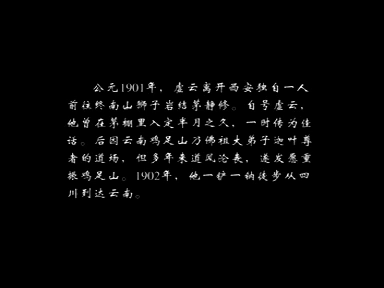 公元1901年，虚云离开西安独自一人
前往终南山狮子岩结茅静修。自号虚云，
他曾在茅棚里入定半月之久，一时传为佳
话。后因云南鸡足山乃佛祖大弟子迦叶尊
者的道场，但多年来道风沦丧，遂发愿重
振鸡足山。1902年，他一铲一衲徒步从四
川到达云南。